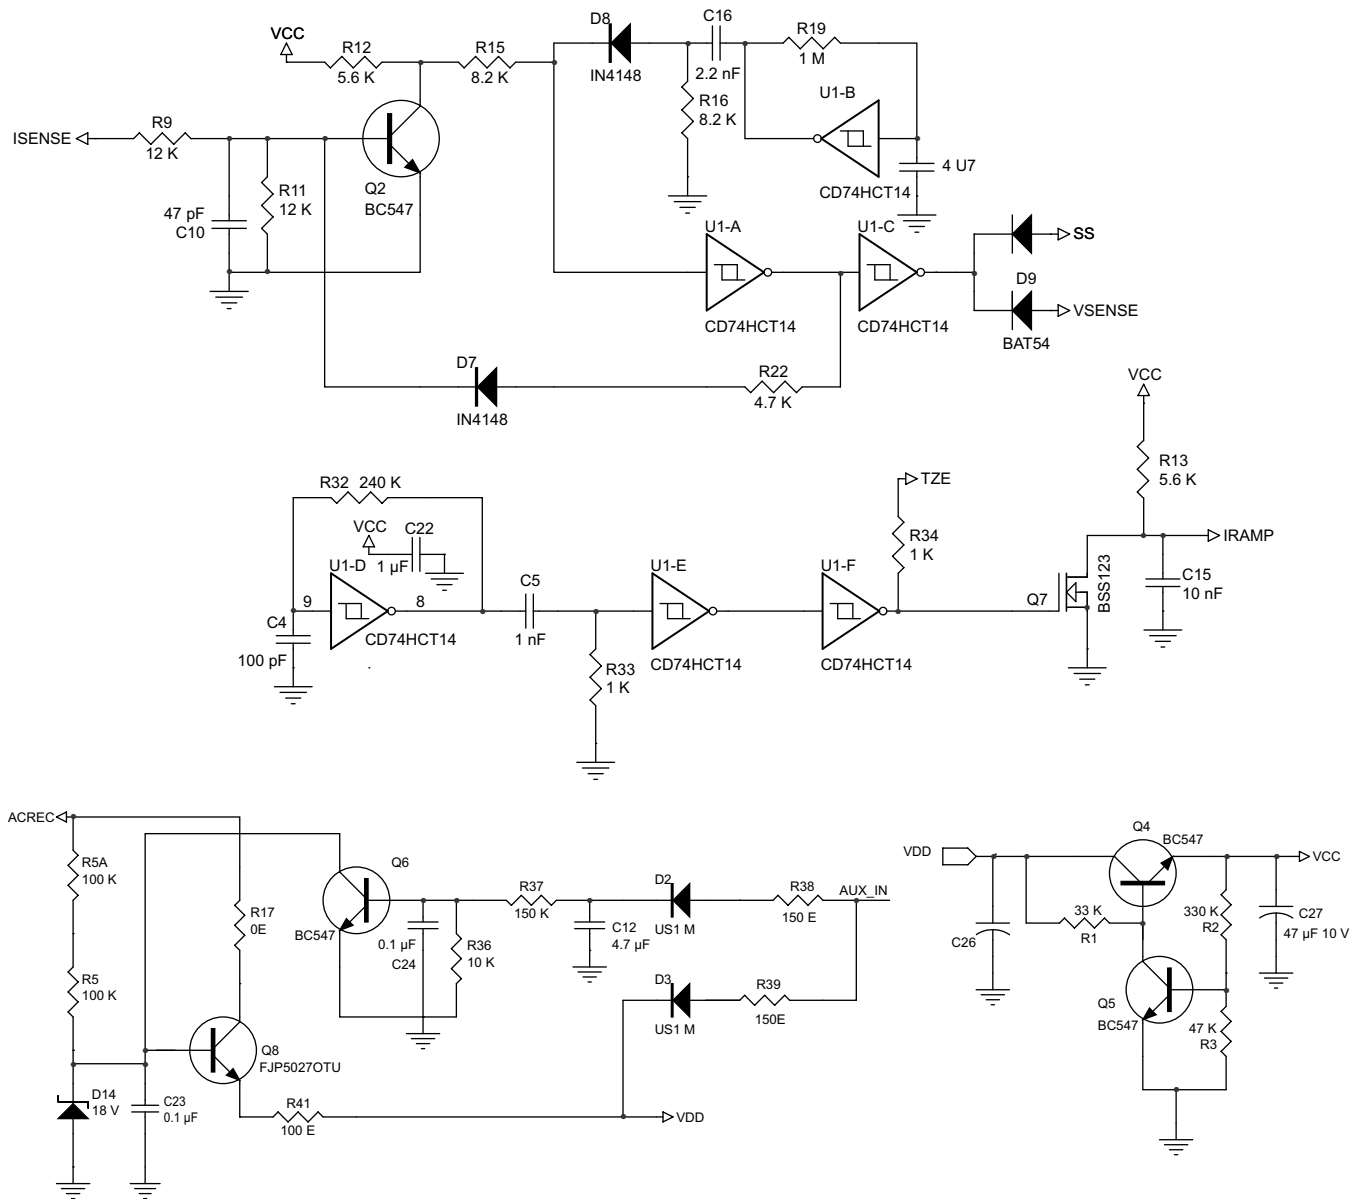 VCC
R12
5.6 K
R15
8.2 K
D8
IN4148
C16
2.2 nF
R19
1 M
R16
8.2 K
U1-B
CD74HCT14
4 U7
ISENSE
R9
12 K
Q2
BC547
R11
12 K
47 pF
C10
U1-A
CD74HCT14
U1-C
CD74HCT14
SS
D9
VSENSE
BAT54
D7
IN4148
R22
4.7 K
VCC
R13
5.6 K
IRAMP
C15
10 nF
BSS123
Q7
R32 240 K
VCC
C22
1 µF
U1-D
9
8
CD74HCT14
C4
100 pF
C5
1 nF
R33
1 K
U1-E
CD74HCT14
U1-F
CD74HCT14
TZE
R34
1 K
ACREC
R5A
100 K
R5
100 K
R17
0E
Q8
FJP5027OTU
D14
18 V
C23
0.1 µF
R41
100 E
VDD
Q6
BC547
0.1 µF
C24
R36
10 K
R37
150 K
C12
4.7 µF
D2
US1 M
R38
150 E
AUX_IN
D3
US1 M
R39
150E
VDD
C26
33 K
R1
Q4
BC547
VCC
330 K
R2
C27
47 µF 10 V
Q5
BC547
47 K
R3